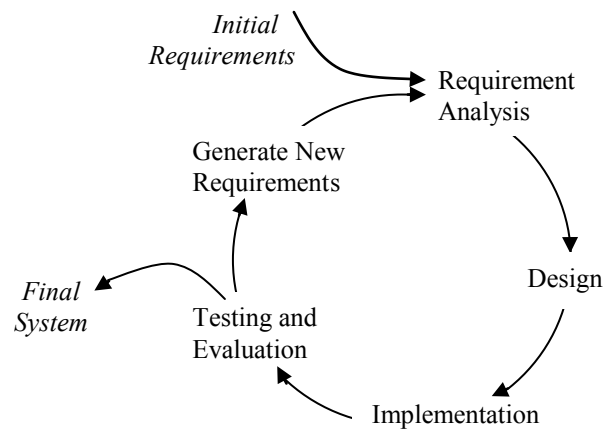 Initial
Requirements
Requirement
Analysis
Generate New
Requirements
Design
Final
System
Testing and
Evaluation
Implementation